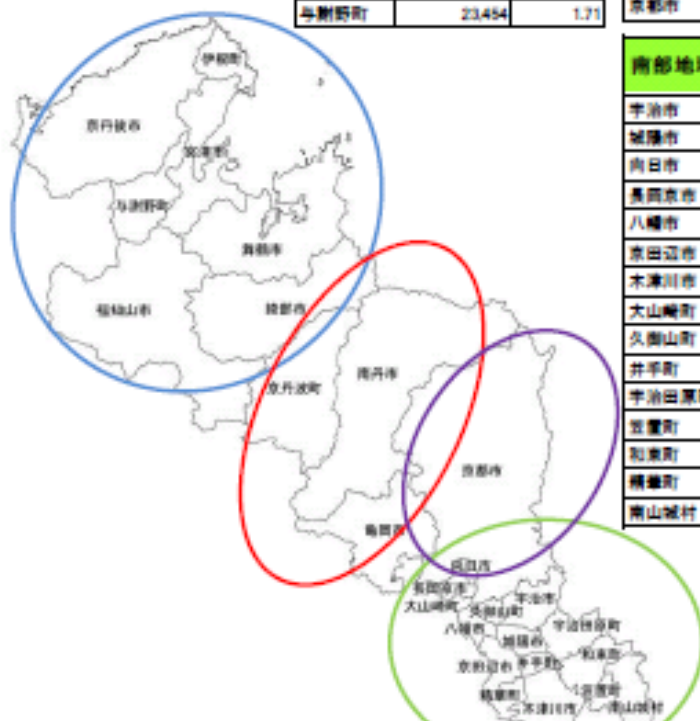 与謝野町 23,454 1.71
京都市
南部地
宇治市
城陽市
向日市
長岡京市
八幡市
京田辺市
木津川市
大山崎町
久御山町
井手町
宇治田原
笠置町
和束町
精華町
南山城村
伊根町
京丹後市
宮津市
与謝野町
舞鶴市
福知山市
綾部市
京丹波町
南丹市
京都市
亀岡市
向日市
長岡京市
大山崎町
久御山町
宇治市
八幡市
宇治田原町
城陽市
京田辺市
井手町
和束町
精華町
笠置町
木津川市
南山城村